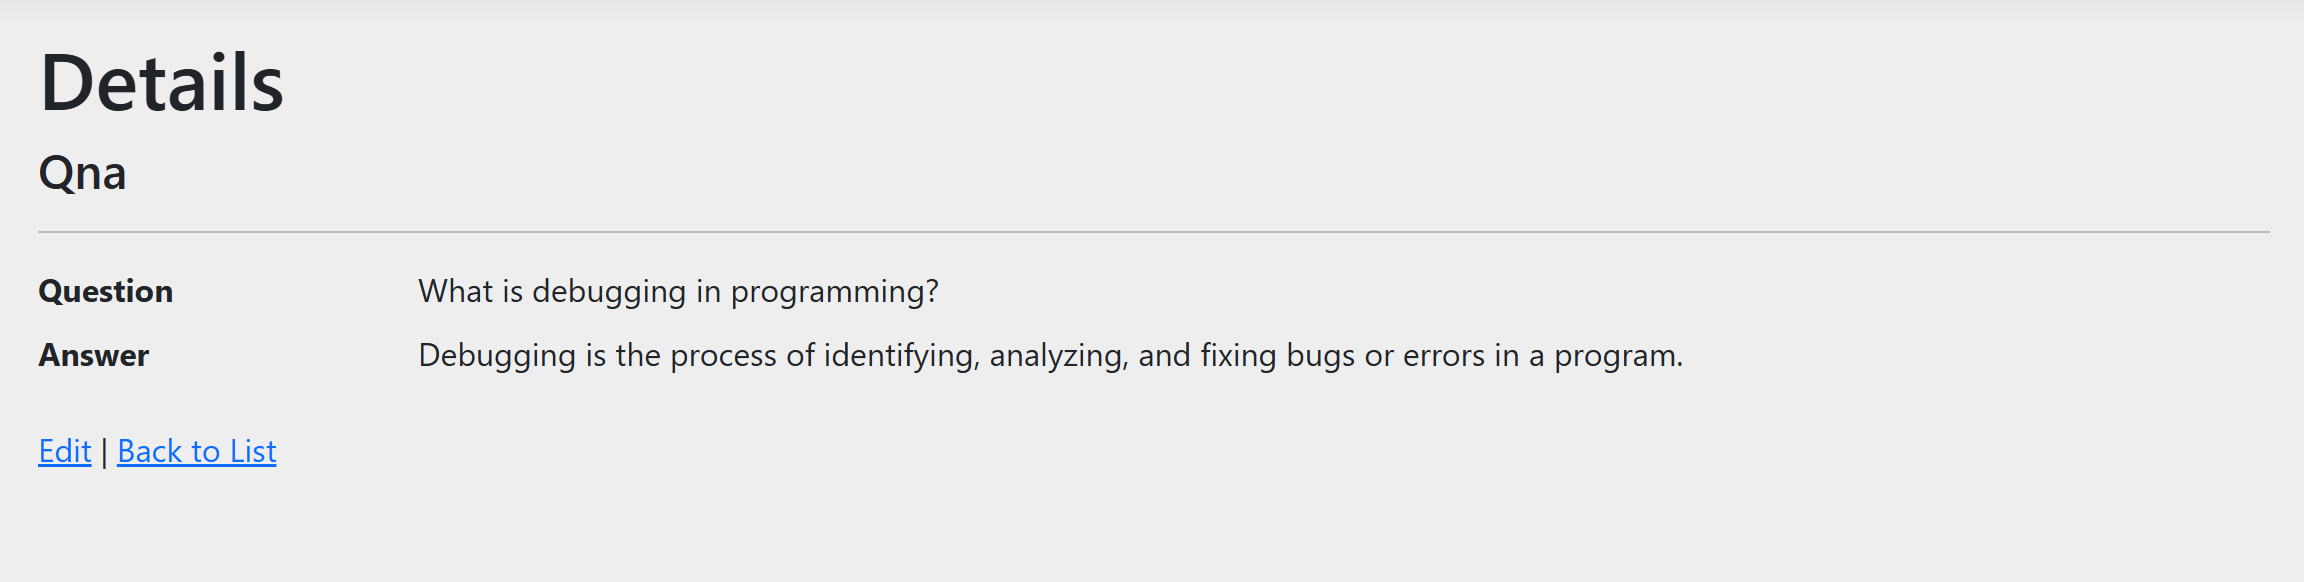 Details
Qna
Question What is debugging in programming?
Answer Debugging is the process of identifying, analyzing, and fixing bugs or errors in a program.
Edit | Back to List